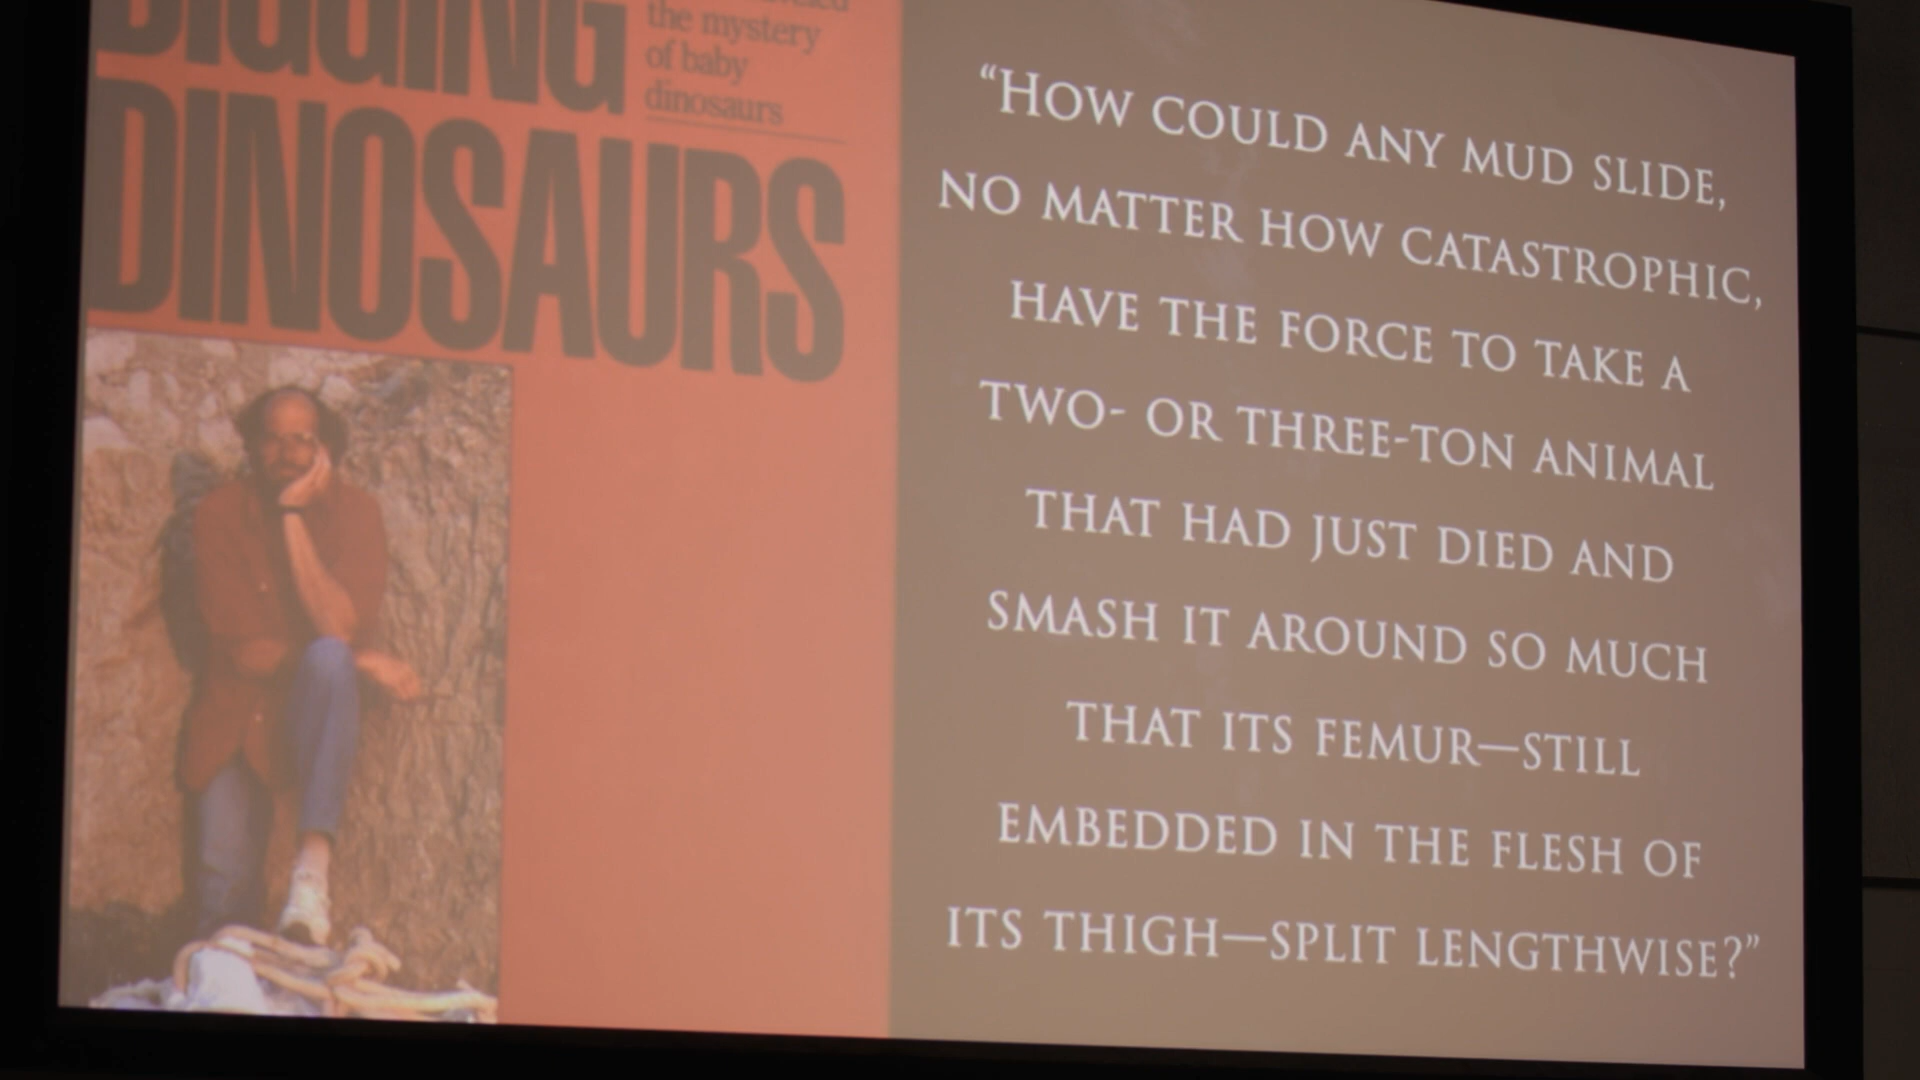 DIGGING
the mystery
of baby
dinosaurs
DINOSAURS
“HOW COULD ANY MUD SLIDE,
NO MATTER HOW CATASTROPHIC,
HAVE THE FORCE TO TAKE A
TWO- OR THREE-TON ANIMAL
THAT HAD JUST DIED AND
SMASH IT AROUND SO MUCH
THAT ITS FEMUR—STILL
EMBEDDED IN THE FLESH OF
ITS THIGH—SPLIT LENGTHWISE?”